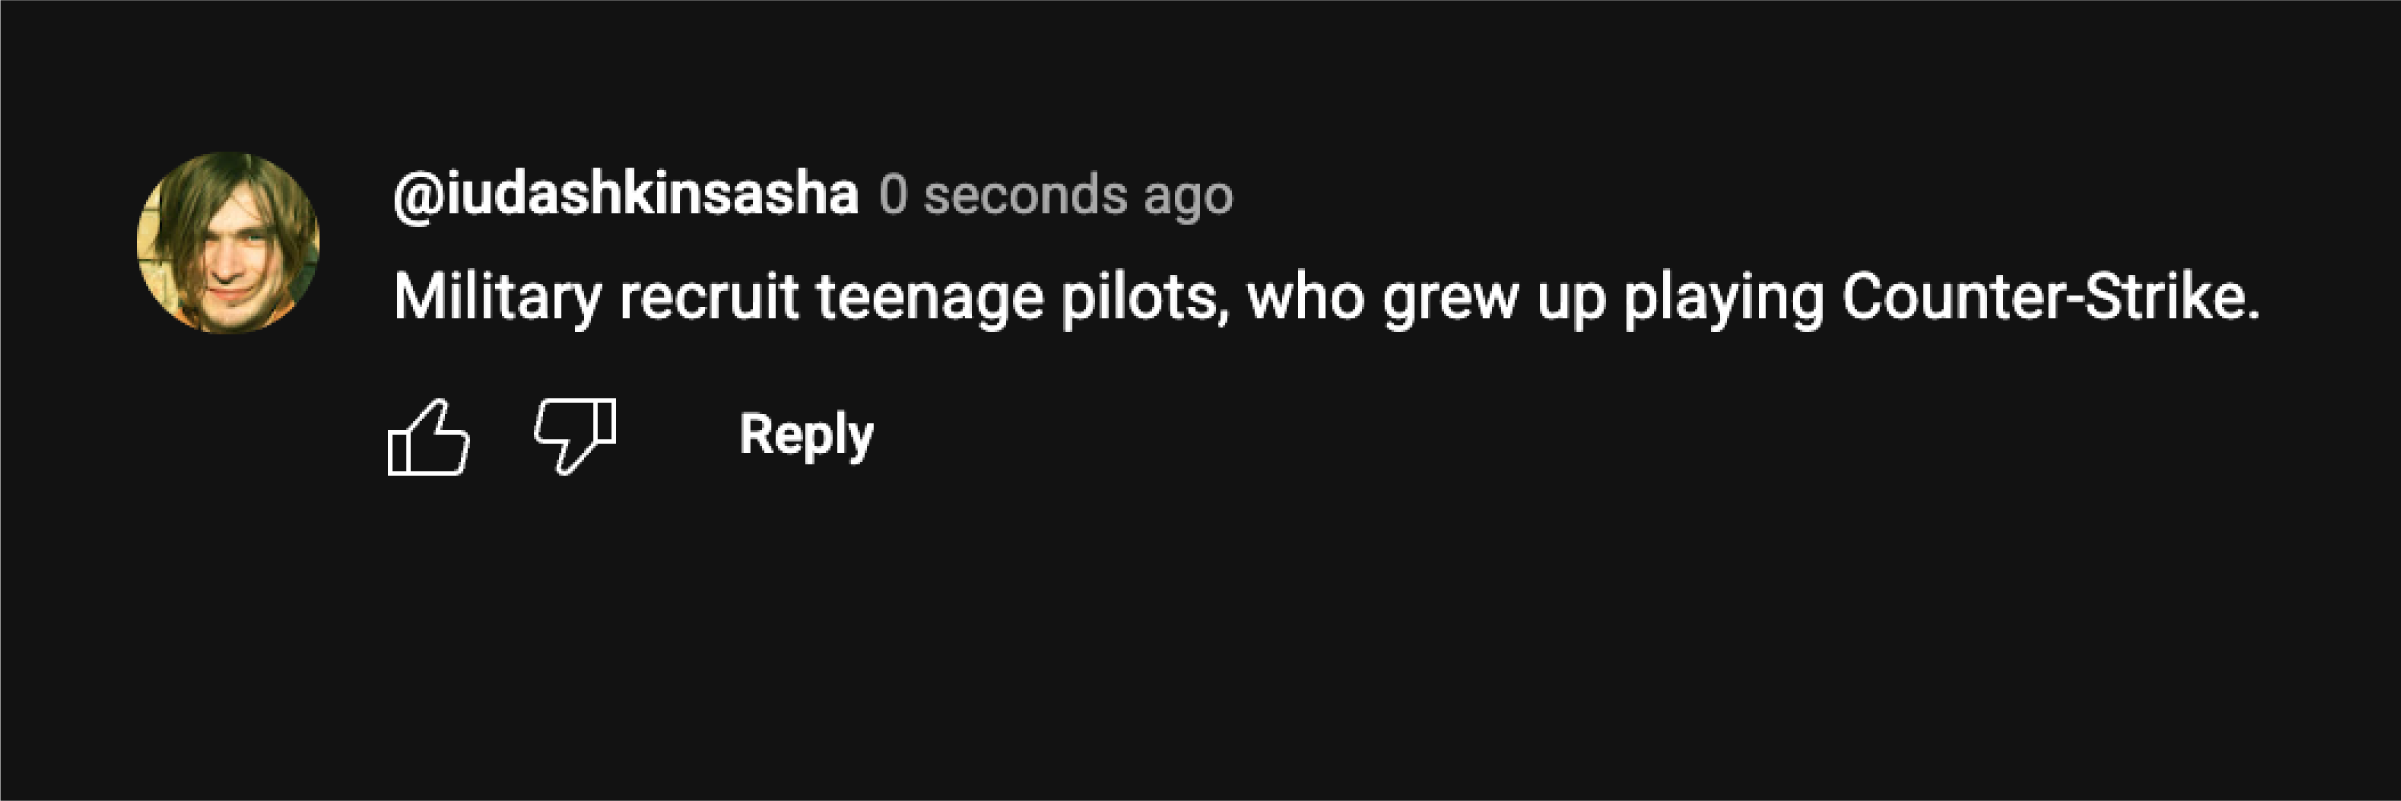 @iudashkinsasha 0 seconds ago
Military recruit teenage pilots, who grew up playing Counter-Strike.
Reply